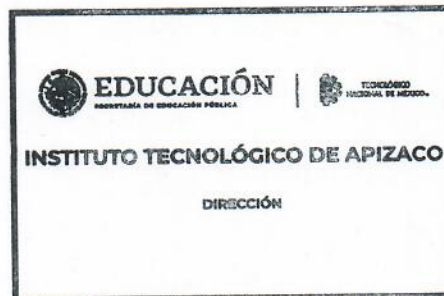 EDUCACIÓN
SECRETARÍA DE EDUCACIÓN PÚBLICA
TECNOLÓGICO
NACIONAL DE MÉXICO®
INSTITUTO TECNOLÓGICO DE APIZACO
DIRECCIÓN